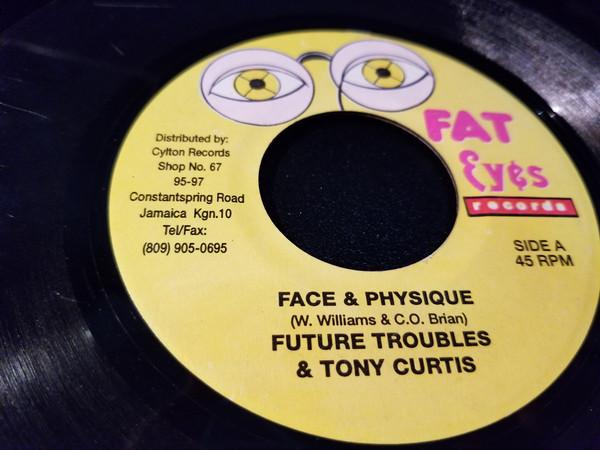 FAT
Eyes
records
Distributed by:
Cylton Records
Shop No. 67
95-97
Constantspring Road
Jamaica Kgn.10
Tel/Fax:
(809) 905-0695
SIDE A
45 RPM
FACE & PHYSIQUE
(W. Williams & C.O. Brian)
FUTURE TROUBLES
& TONY CURTIS